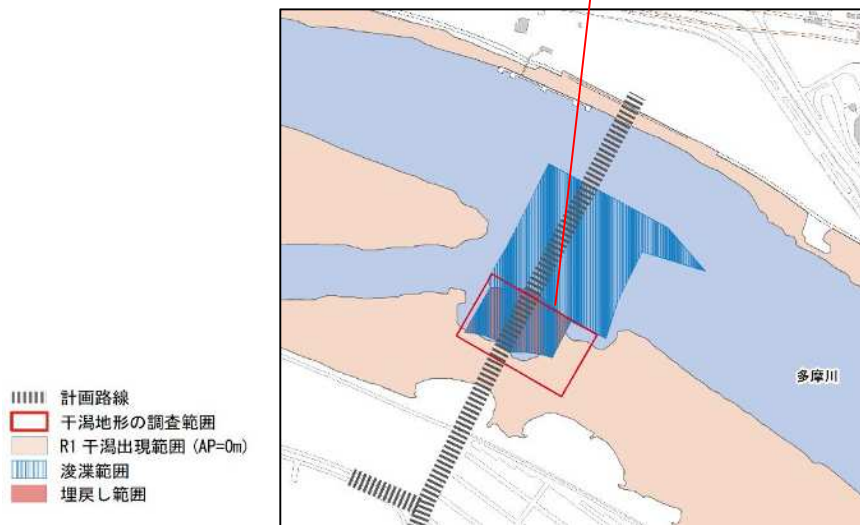 多摩川
計画路線
干潟地形の調査範囲
R1 干潟出現範囲 (AP=0m)
浚渫範囲
埋戻し範囲